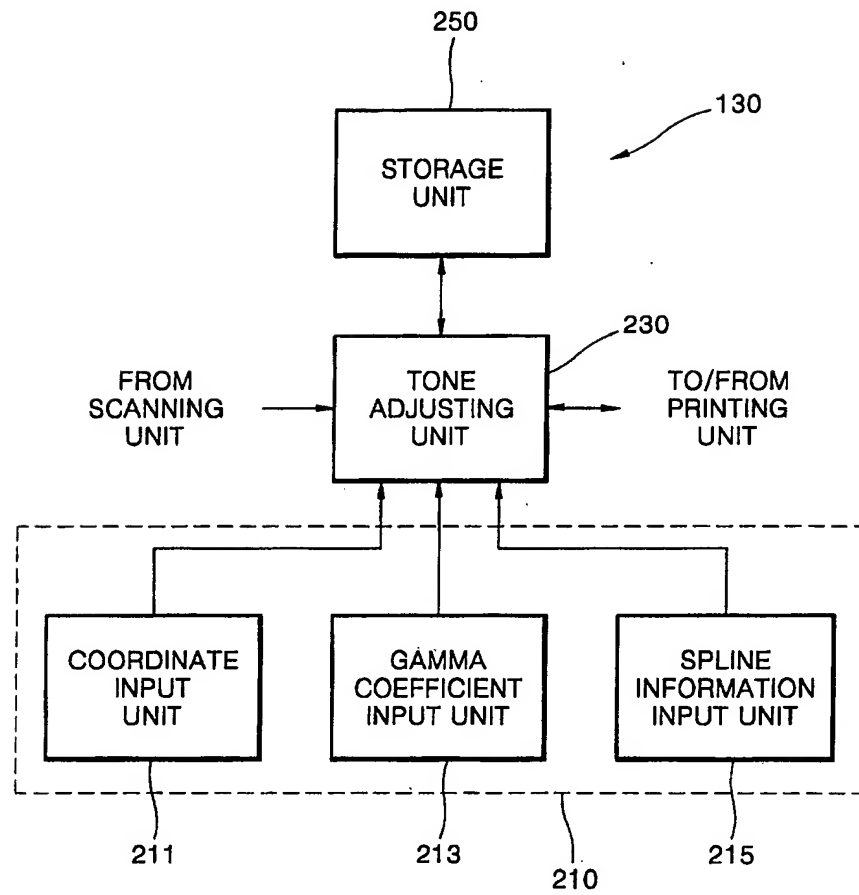 250
130
STORAGE
UNIT
230
FROM
SCANNING
UNIT
TONE
ADJUSTING
UNIT
TO/FROM
PRINTING
UNIT
COORDINATE
INPUT
UNIT
GAMMA
COEFFICIENT
INPUT UNIT
SPLINE
INFORMATION
INPUT UNIT
211
213
210
215